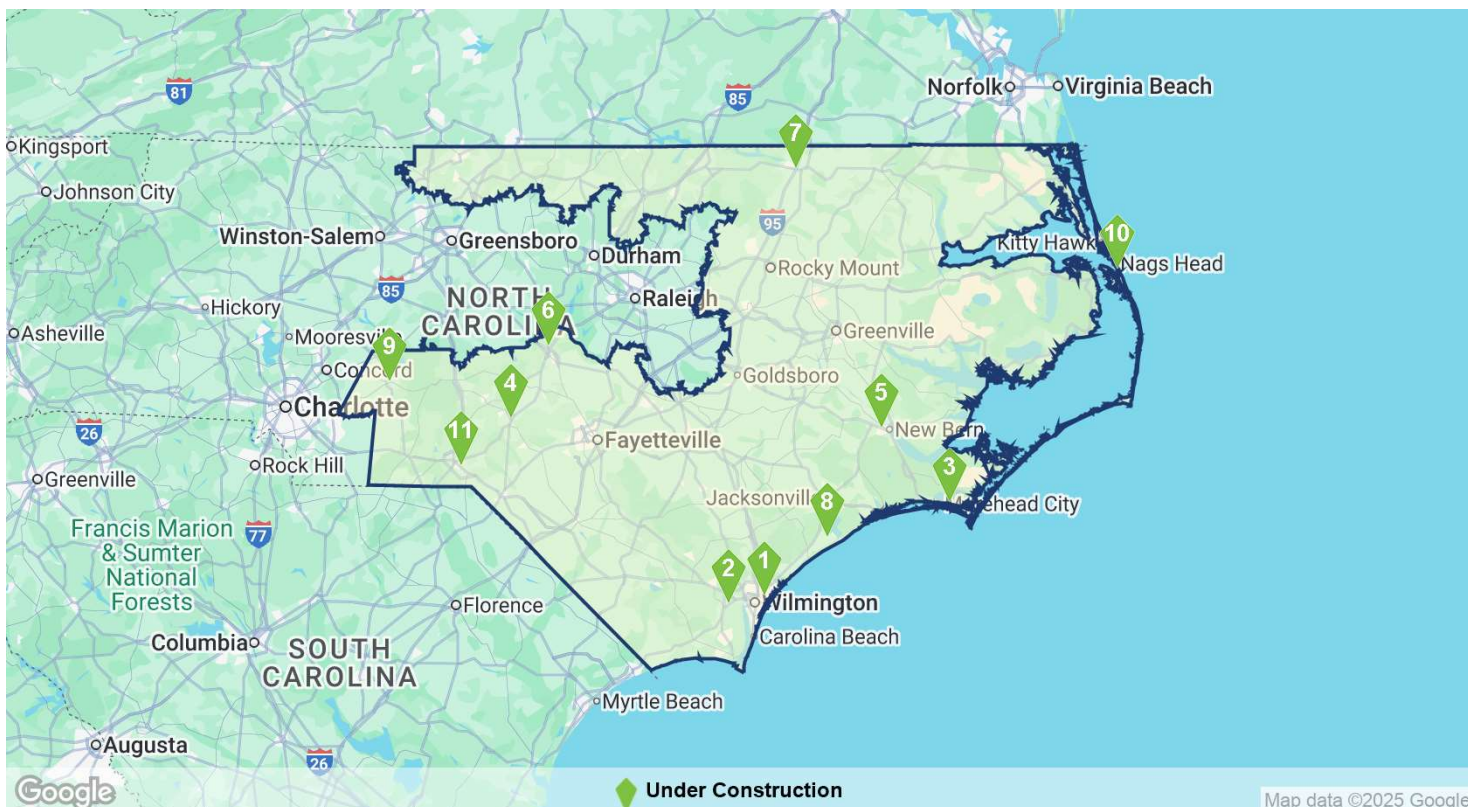 Norfolk
Virginia Beach
81
85
7
Kingsport
Johnson City
Winston-Salem
Greensboro
95
Kitty Hawk
10
Durham
Nags Head
Rocky Mount
85
Raleigh
NORTH
CAROLINA
Hickory
6
Mooresville
Greenville
Asheville
9
Concord
4
Goldsboro
5
Charlotte
11
Fayetteville
New Bern
26
Rock Hill
3
Greenville
Jacksonville
8
Morehead City
Francis Marion
& Sumter
National
Forests
77
2
1
Florence
Wilmington
Columbia
SOUTH
CAROLINA
Carolina Beach
Myrtle Beach
Augusta
26
Google
Under Construction
Map data ©2025 Google